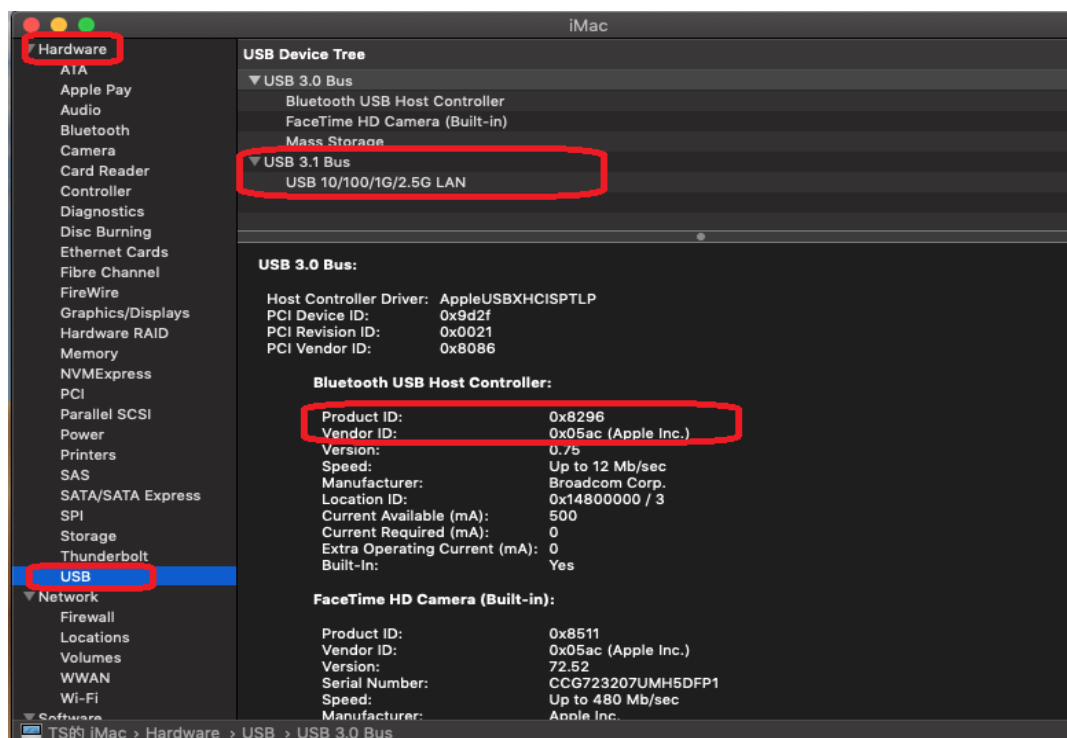 iMac
Hardware
ATA
Apple Pay
Audio
Bluetooth
Camera
Card Reader
Controller
Diagnostics
Disc Burning
Ethernet Cards
Fibre Channel
FireWire
Graphics/Displays
Hardware RAID
Memory
NVMExpress
PCI
Parallel SCSI
Power
Printers
SAS
SATA/SATA Express
SPI
Storage
Thunderbolt
USB
Network
Firewall
Locations
Volumes
WWAN
Wi-Fi
Software
USB Device Tree
USB 3.0 Bus
Bluetooth USB Host Controller
FaceTime HD Camera (Built-in)
Mass Storage
USB 3.1 Bus
USB 10/100/1G/2.5G LAN
USB 3.0 Bus:
Host Controller Driver: AppleUSBXHCISPTLP
PCI Device ID: 0x9d2f
PCI Revision ID: 0x0021
PCI Vendor ID: 0x8086
Bluetooth USB Host Controller:
Product ID: 0x8296
Vendor ID: 0x05ac (Apple Inc.)
Version: 0.75
Speed: Up to 12 Mb/sec
Manufacturer: Broadcom Corp.
Location ID: 0x14800000 / 3
Current Available (mA): 500
Current Required (mA): 0
Extra Operating Current (mA): 0
Built-In: Yes
FaceTime HD Camera (Built-in):
Product ID: 0x8511
Vendor ID: 0x05ac (Apple Inc.)
Version: 72.52
Serial Number: CCG723207UMH5DFP1
Speed: Up to 480 Mb/sec
Manufacturer: Apple Inc.
TS的 iMac › Hardware › USB › USB 3.0 Bus